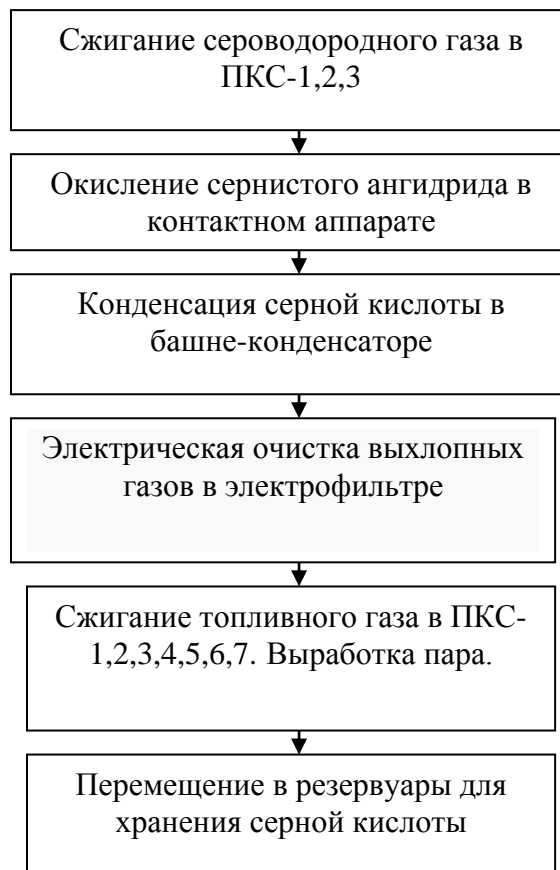 Сжигание сероводородного газа в
ПКС-1,2,3
Окисление сернистого ангидрида в
контактном аппарате
Конденсация серной кислоты в
башне-конденсаторе
Электрическая очистка выхлопных
газов в электрофильтре
Сжигание топливного газа в ПКС-
1,2,3,4,5,6,7. Выработка пара.
Перемещение в резервуары для
хранения серной кислоты